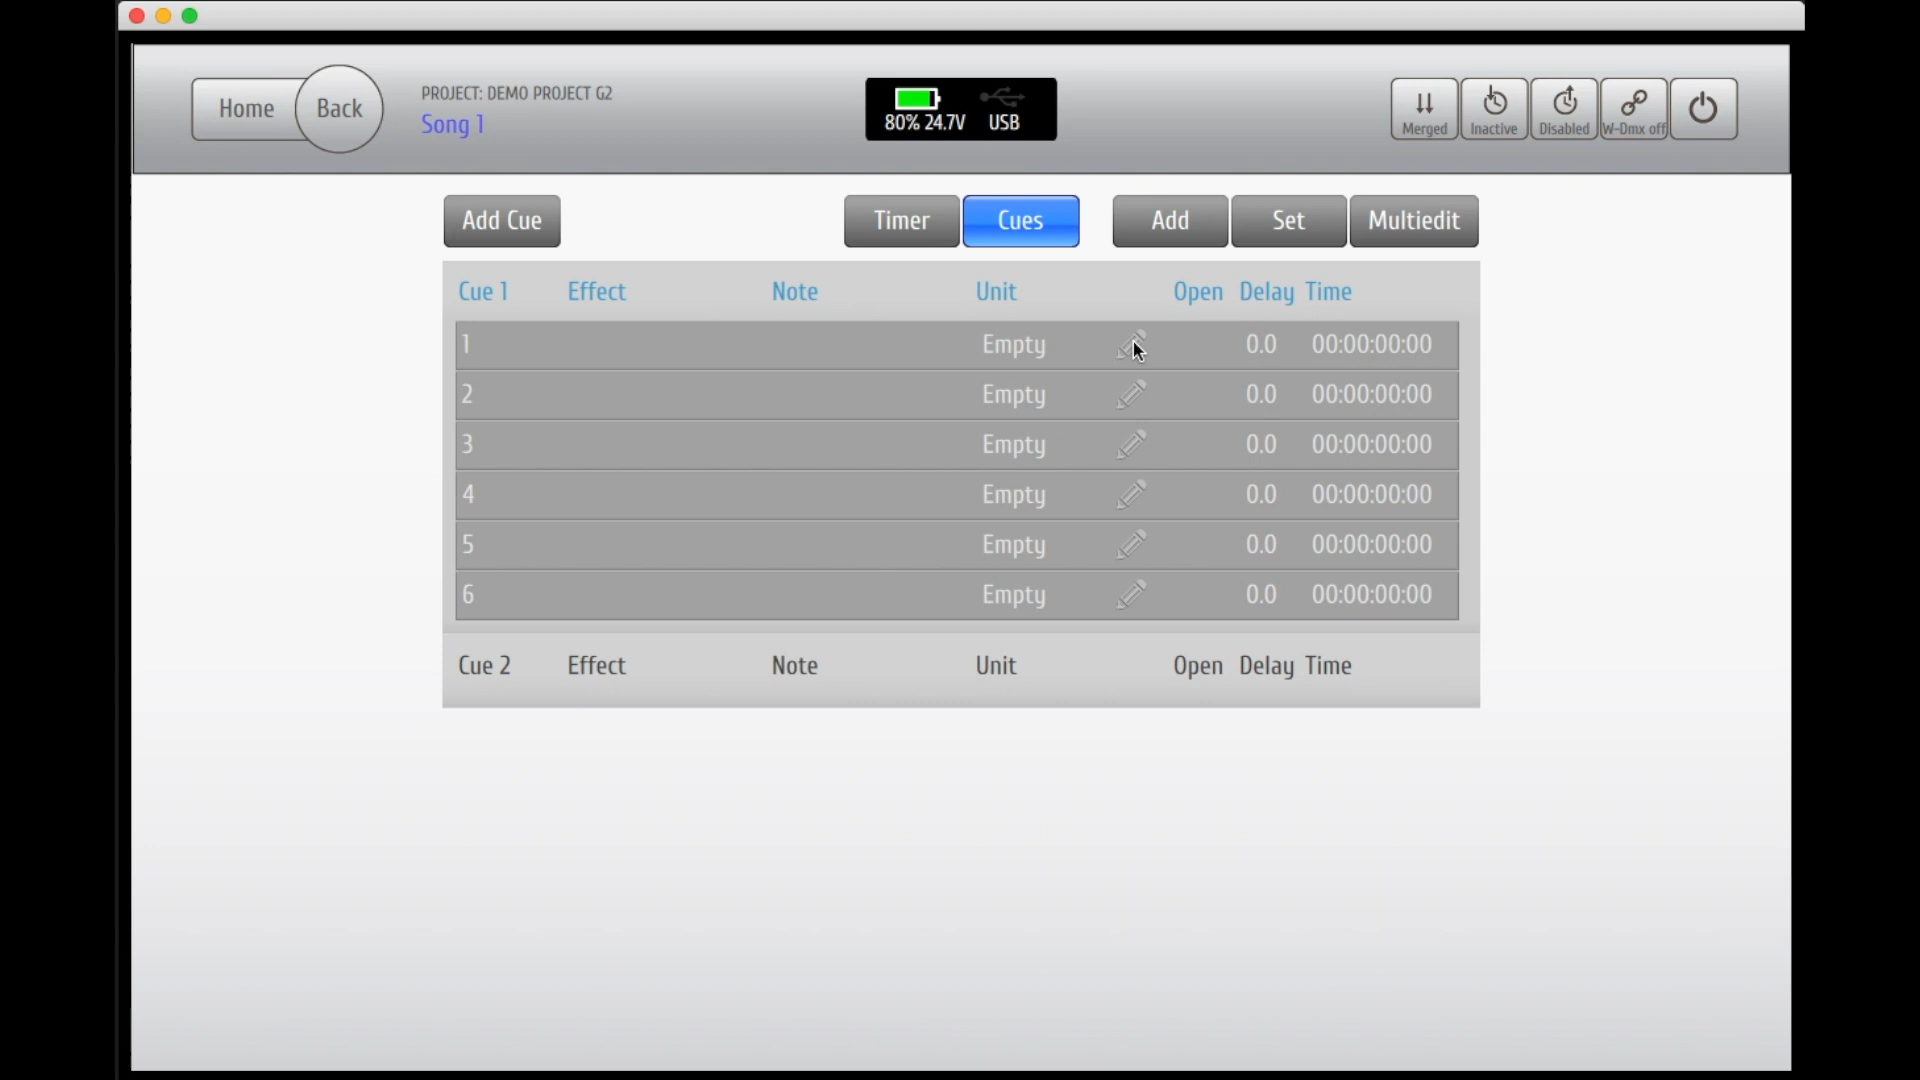 Home Back
PROJECT: DEMO PROJECT G2
Song 1
80% 24.7V USB
Merged Inactive Disabled W-Dmx off
Add Cue Timer Cues Add Set Multiedit
Cue 1 Effect Note Unit Open Delay Time
1 Empty 0.0 00:00:00:00
2 Empty 0.0 00:00:00:00
3 Empty 0.0 00:00:00:00
4 Empty 0.0 00:00:00:00
5 Empty 0.0 00:00:00:00
6 Empty 0.0 00:00:00:00
Cue 2 Effect Note Unit Open Delay Time